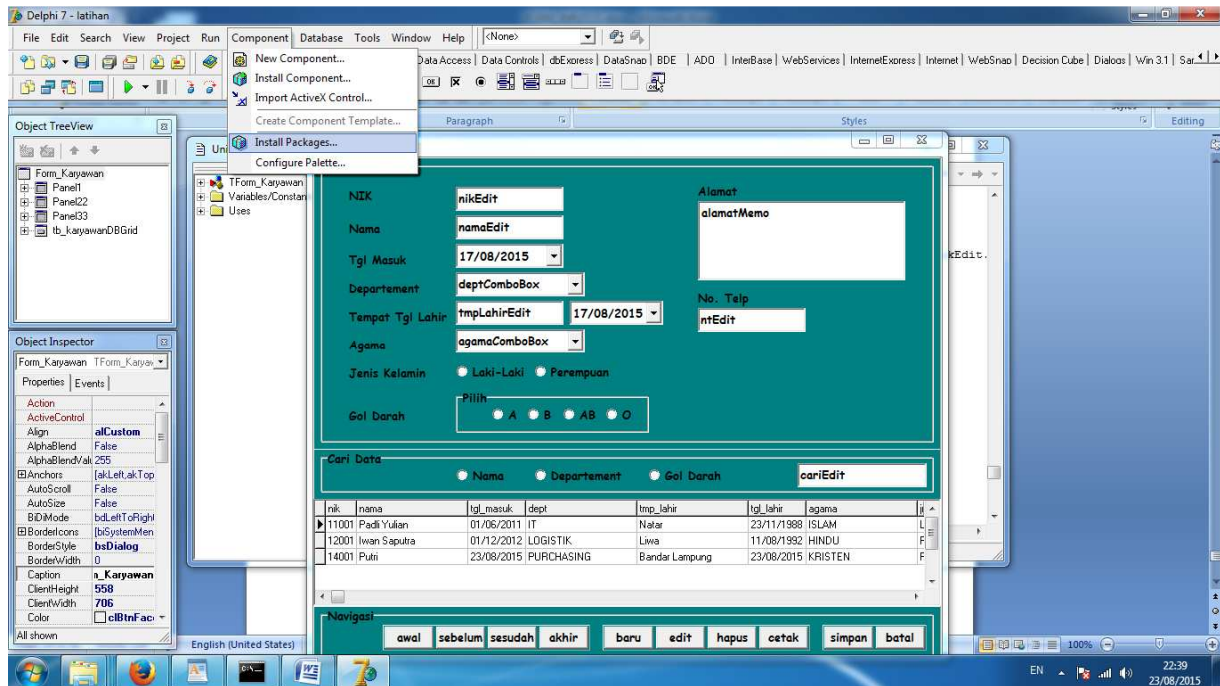 Delphi 7 - latihan
File Edit Search View Project Run Component Database Tools Window Help <None>
Data Access | Data Controls | dbExpress | DataSnap | BDE | ADO | InterBase | WebServices | InternetExpress | Internet | WebSnap | Decision Cube | Dialogs | Win 3.1 |
New Component...
Install Component...
Import ActiveX Control...
Create Component Template...
Install Packages...
Configure Palette...
Paragraph Styles Editing
Object TreeView
Form_Karyawan
Panel1
Panel22
Panel33
tb_karyawanDBGrid
TForm_Karyawan
Uses
Object Inspector
Form_Karyawan
Properties Events
Action
ActiveControl
Align alCustom
AlphaBlend False
255
Anchors [akLeft,akTop
AutoScroll False
AutoSize False
BiDiMode bdLeftToRight
BorderIcons [biSystemMen
BorderStyle bsDialog
BorderWidth 0
Caption n_Karyawan
ClientHeight 558
ClientWidth 706
Color clBtnFac
All shown
NIK nikEdit
Nama namaEdit
Tgl Masuk 17/08/2015
Departement deptComboBox
Tempat Tgl Lahir tmpLahirEdit 17/08/2015
Agama agamaComboBox
Jenis Kelamin Laki-Laki Perempuan
Gol Darah Pilih A B AB O
Alamat
alamatMemo
No. Telp
ntEdit
kEdit.
Cari Data
Nama Departement Gol Darah cariEdit
nik nama tgl_masuk dept tmp_lahir tgl_lahir agama
11001 Padli Yulian 01/06/2011 IT Natar 23/11/1988 ISLAM L
12001 Iwan Saputra 01/12/2012 LOGISTIK Liwa 11/08/1992 HINDU F
14001 Putri 23/08/2015 PURCHASING Bandar Lampung 23/08/2015 KRISTEN F
Navigasi
awal sebelum sesudah akhir baru edit hapus cetak simpan batal
English (United States) 100%
EN 22:39
23/08/2015